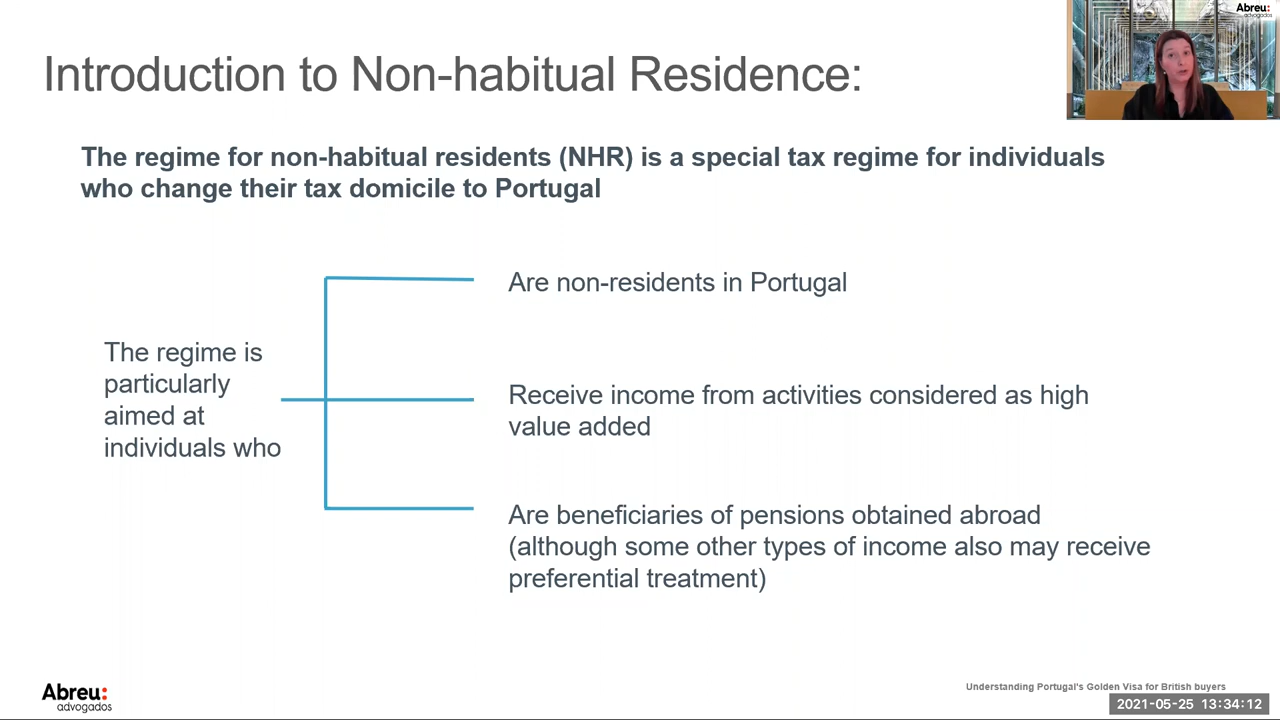 Abreu:
advogados
Introduction to Non-habitual Residence:
The regime for non-habitual residents (NHR) is a special tax regime for individuals
who change their tax domicile to Portugal
Are non-residents in Portugal
The regime is
particularly
aimed at
individuals who
Receive income from activities considered as high
value added
Are beneficiaries of pensions obtained abroad
(although some other types of income also may receive
preferential treatment)
Abreu:
advogados
Understanding Portugal's Golden Visa for British buyers
2021-05-25 13:34:12